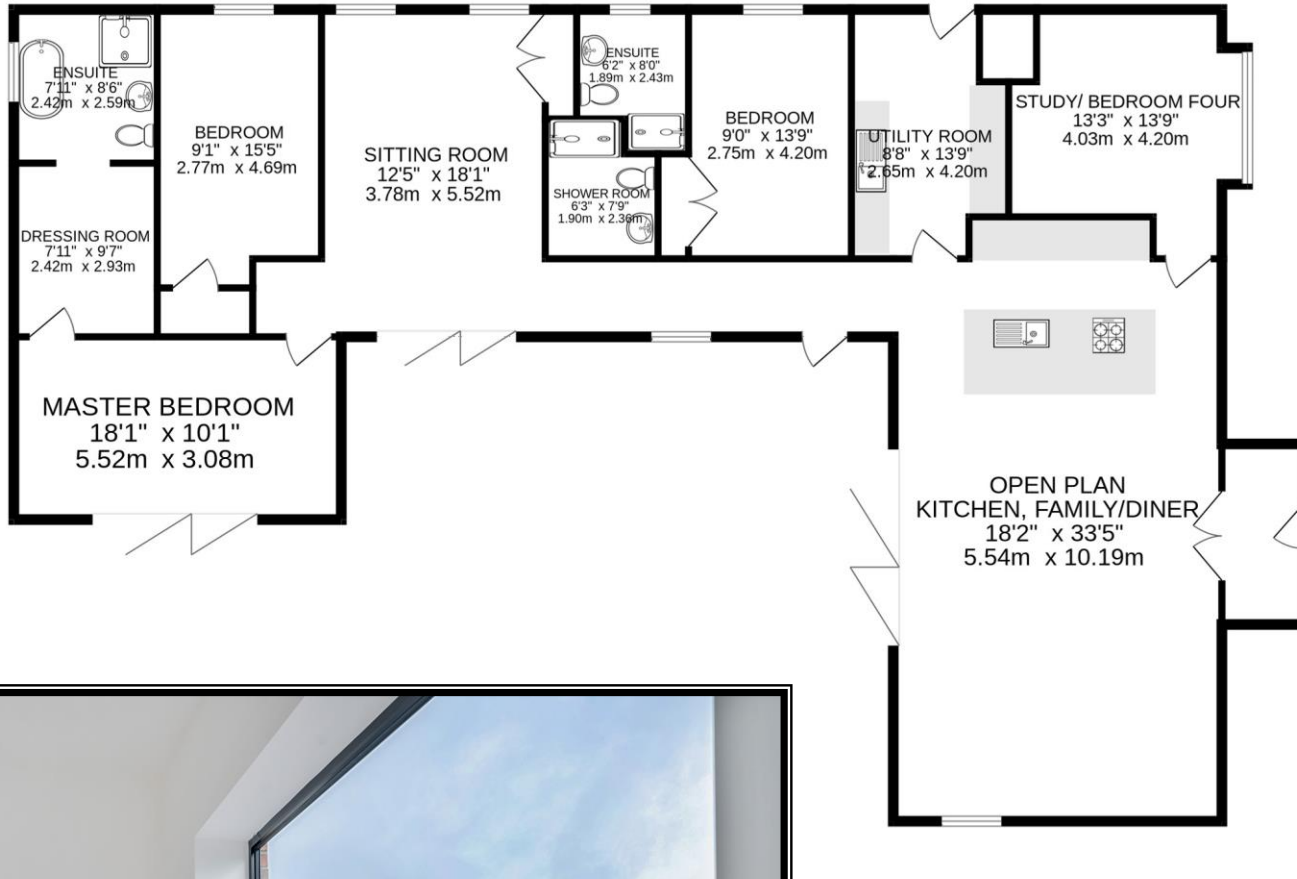 ENSUITE
7'11" x 8'6"
2.42m x 2.59m
BEDROOM
9'1" x 15'5"
2.77m x 4.69m
SITTING ROOM
12'5" x 18'1"
3.78m x 5.52m
ENSUITE
6'2" x 8'0"
1.89m x 2.43m
BEDROOM
9'0" x 13'9"
2.75m x 4.20m
UTILITY ROOM
8'8" x 13'9"
2.65m x 4.20m
STUDY/ BEDROOM FOUR
13'3" x 13'9"
4.03m x 4.20m
DRESSING ROOM
7'11" x 9'7"
2.42m x 2.93m
SHOWER ROOM
6'3" x 7'9"
1.90m x 2.36m
MASTER BEDROOM
18'1" x 10'1"
5.52m x 3.08m
OPEN PLAN
KITCHEN, FAMILY/DINER
18'2" x 33'5"
5.54m x 10.19m